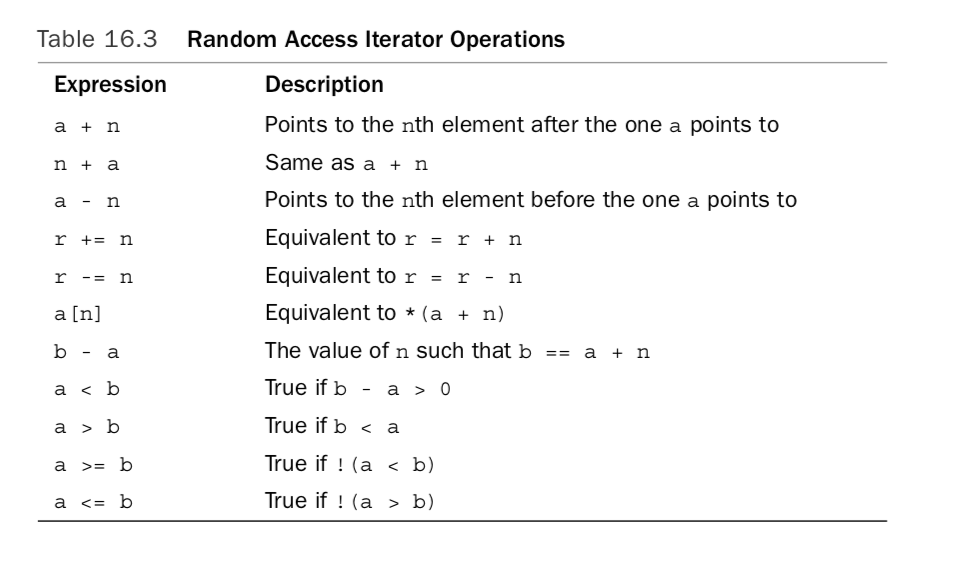 Table 16.3 Random Access Iterator Operations
Expression Description
a + n Points to the nth element after the one a points to
n + a Same as a + n
a - n Points to the nth element before the one a points to
r += n Equivalent to r = r + n
r -= n Equivalent to r = r - n
a[n] Equivalent to *(a + n)
b - a The value of n such that b == a + n
a < b True if b - a > 0
a > b True if b < a
a >= b True if !(a < b)
a <= b True if !(a > b)